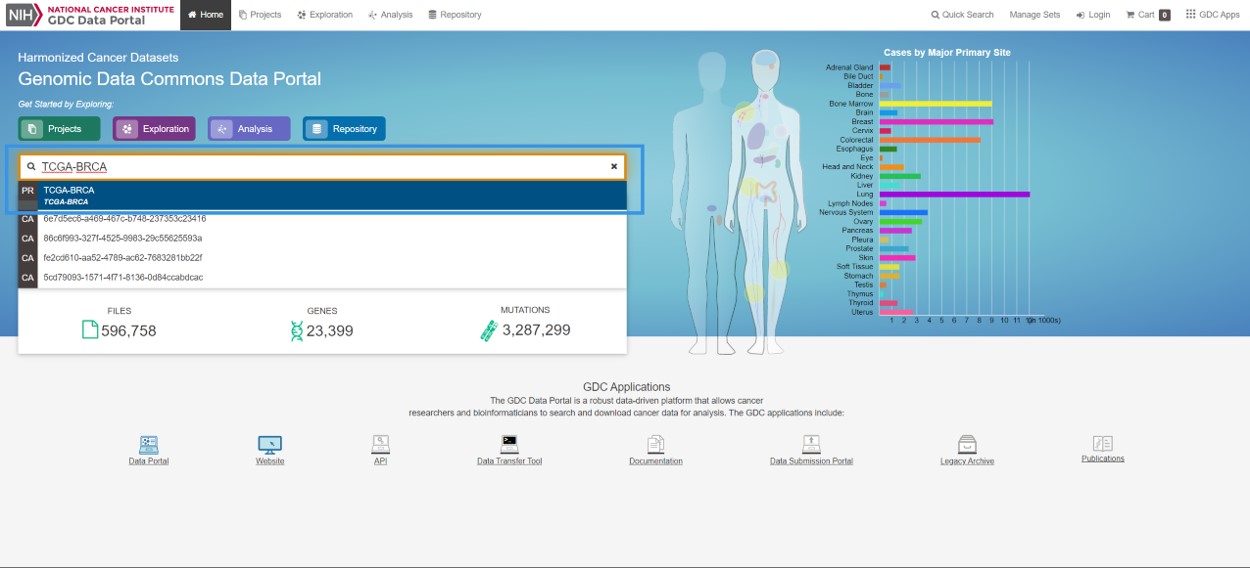 NIH NATIONAL CANCER INSTITUTE
GDC Data Portal
Home
Projects
Exploration
Analysis
Repository
Quick Search
Manage Sets
Login
Cart 0
GDC Apps
Harmonized Cancer Datasets
Genomic Data Commons Data Portal
Get Started by Exploring:
Projects
Exploration
Analysis
Repository
TCGA-BRCA
PR TCGA-BRCA
TCGA-BRCA
CA 6e7d5ec6-a469-467c-b748-237353c23416
CA 86c6f993-327f-4525-9983-29c55625593a
CA fe2cd610-aa52-4789-ac62-7683281bb22f
CA 5cd79093-1571-4f71-8136-0d84ccabdcac
FILES
596,758
GENES
23,399
MUTATIONS
3,287,299
Cases by Major Primary Site
Adrenal Gland
Bile Duct
Bladder
Bone
Bone Marrow
Brain
Breast
Cervix
Colorectal
Esophagus
Eye
Head and Neck
Kidney
Liver
Lung
Lymph Nodes
Nervous System
Ovary
Pancreas
Pleura
Prostate
Skin
Soft Tissue
Stomach
Testis
Thymus
Thyroid
Uterus
1 2 3 4 5 6 7 8 9 10 11 12 (in 1000s)
GDC Applications
The GDC Data Portal is a robust data-driven platform that allows cancer
researchers and bioinformaticians to search and download cancer data for analysis. The GDC applications include:
Data Portal
Website
API
Data Transfer Tool
Documentation
Data Submission Portal
Legacy Archive
Publications